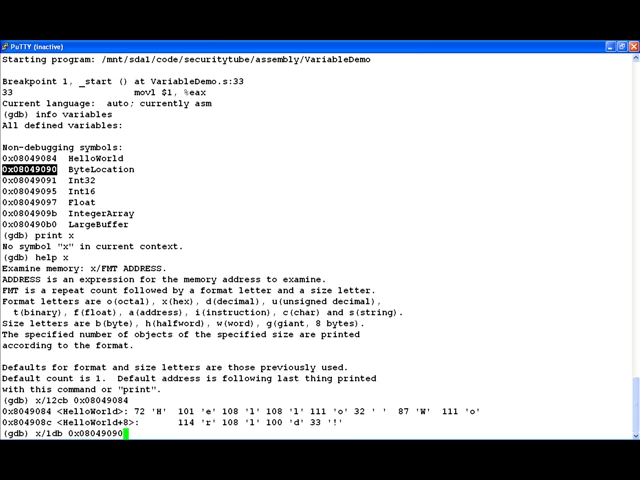 PuTTY (inactive)
Starting program: /mnt/sda1/code/securitytube/assembly/VariableDemo
Breakpoint 1, _start () at VariableDemo.s:33
33 movl $1, %eax
Current language: auto; currently asm
(gdb) info variables
All defined variables:
Non-debugging symbols:
0x08049084 HelloWorld
0x08049090 ByteLocation
0x08049091 Int32
0x08049095 Int16
0x08049097 Float
0x0804909b IntegerArray
0x080490b0 LargeBuffer
(gdb) print x
No symbol "x" in current context.
(gdb) help x
Examine memory: x/FMT ADDRESS.
ADDRESS is an expression for the memory address to examine.
FMT is a repeat count followed by a format letter and a size letter.
Format letters are o(octal), x(hex), d(decimal), u(unsigned decimal),
t(binary), f(float), a(address), i(instruction), c(char) and s(string).
Size letters are b(byte), h(halfword), w(word), g(giant, 8 bytes).
The specified number of objects of the specified size are printed
according to the format.
Defaults for format and size letters are those previously used.
Default count is 1. Default address is following last thing printed
with this command or "print".
(gdb) x/12cb 0x08049084
0x8049084 <HelloWorld>: 72 'H' 101 'e' 108 'l' 108 'l' 111 'o' 32 ' ' 87 'W' 111 'o'
0x804908c <HelloWorld+8>: 114 'r' 108 'l' 100 'd' 33 '!'
(gdb) x/1db 0x08049090